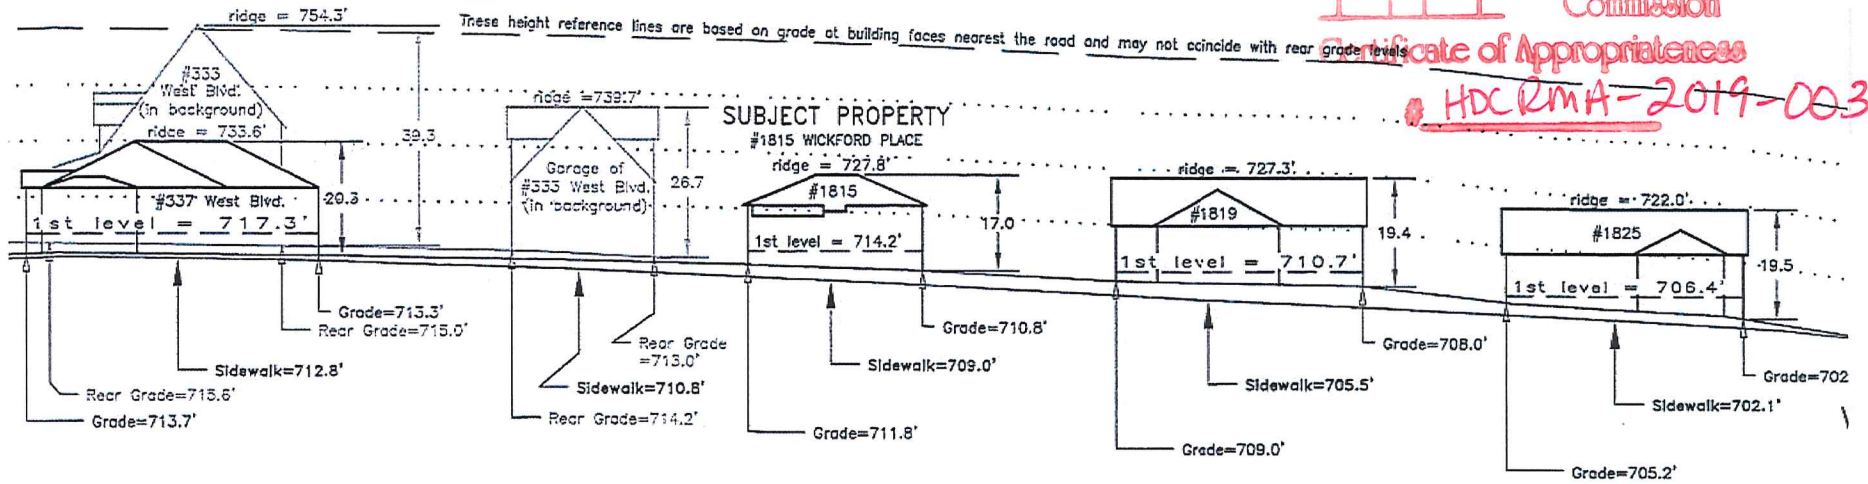 ridge = 754.3'
These height reference lines are based on grade at building faces nearest the road and may not coincide with rear grade levels
Commission
Certificate of Appropriateness
HDCRMA-2019-003
#333
West Blvd.
(in background)
ridge = 733.6'
39.3
ridge =739.7'
SUBJECT PROPERTY
#1815 WICKFORD PLACE
ridge = 727.8'
Garage of
#333 West Blvd.
(in background)
26.7
#1815
17.0
ridge = 727.3'
#1819
19.4
ridge = 722.0'
#1825
19.5
#337 West Blvd.
20.3
1st level = 717.3'
1st level = 714.2'
1st level = 710.7'
1st level = 706.4'
Grade=713.3'
Rear Grade=715.0'
Sidewalk=712.8'
Rear Grade=715.6'
Grade=713.7'
Rear Grade
=713.0'
Sidewalk=710.8'
Rear Grade=714.2'
Grade=710.8'
Sidewalk=709.0'
Grade=711.8'
Grade=708.0'
Sidewalk=705.5'
Grade=709.0'
Grade=702
Sidewalk=702.1'
Grade=705.2'